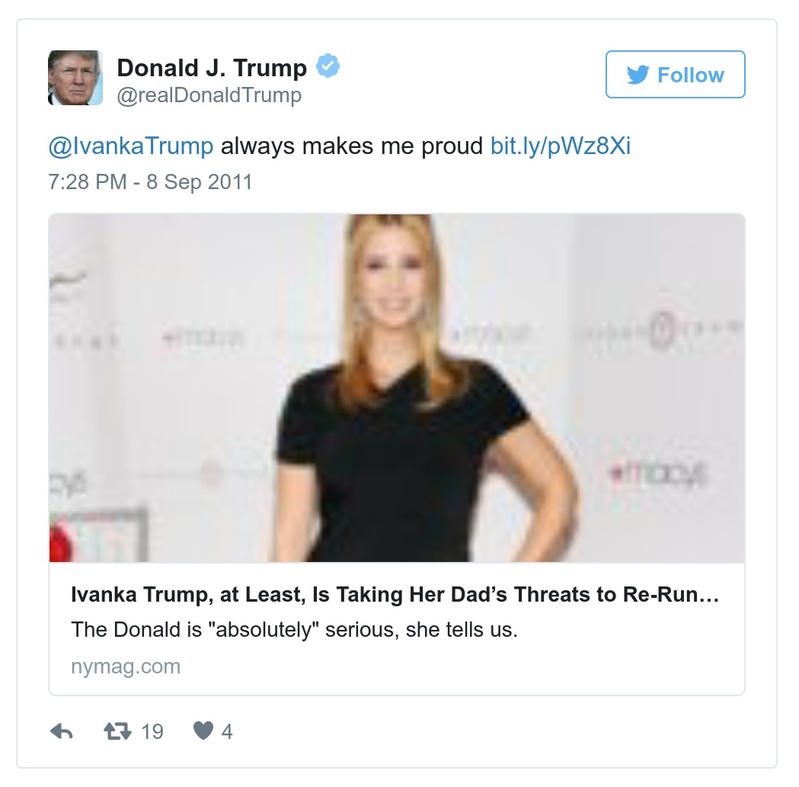 Donald J. Trump
@realDonaldTrump
Follow
@IvankaTrump always makes me proud bit.ly/pWz8Xi
7:28 PM - 8 Sep 2011
macys
macys
cys
macys
Ivanka Trump, at Least, Is Taking Her Dad’s Threats to Re-Run…
The Donald is "absolutely" serious, she tells us.
nymag.com
19
4